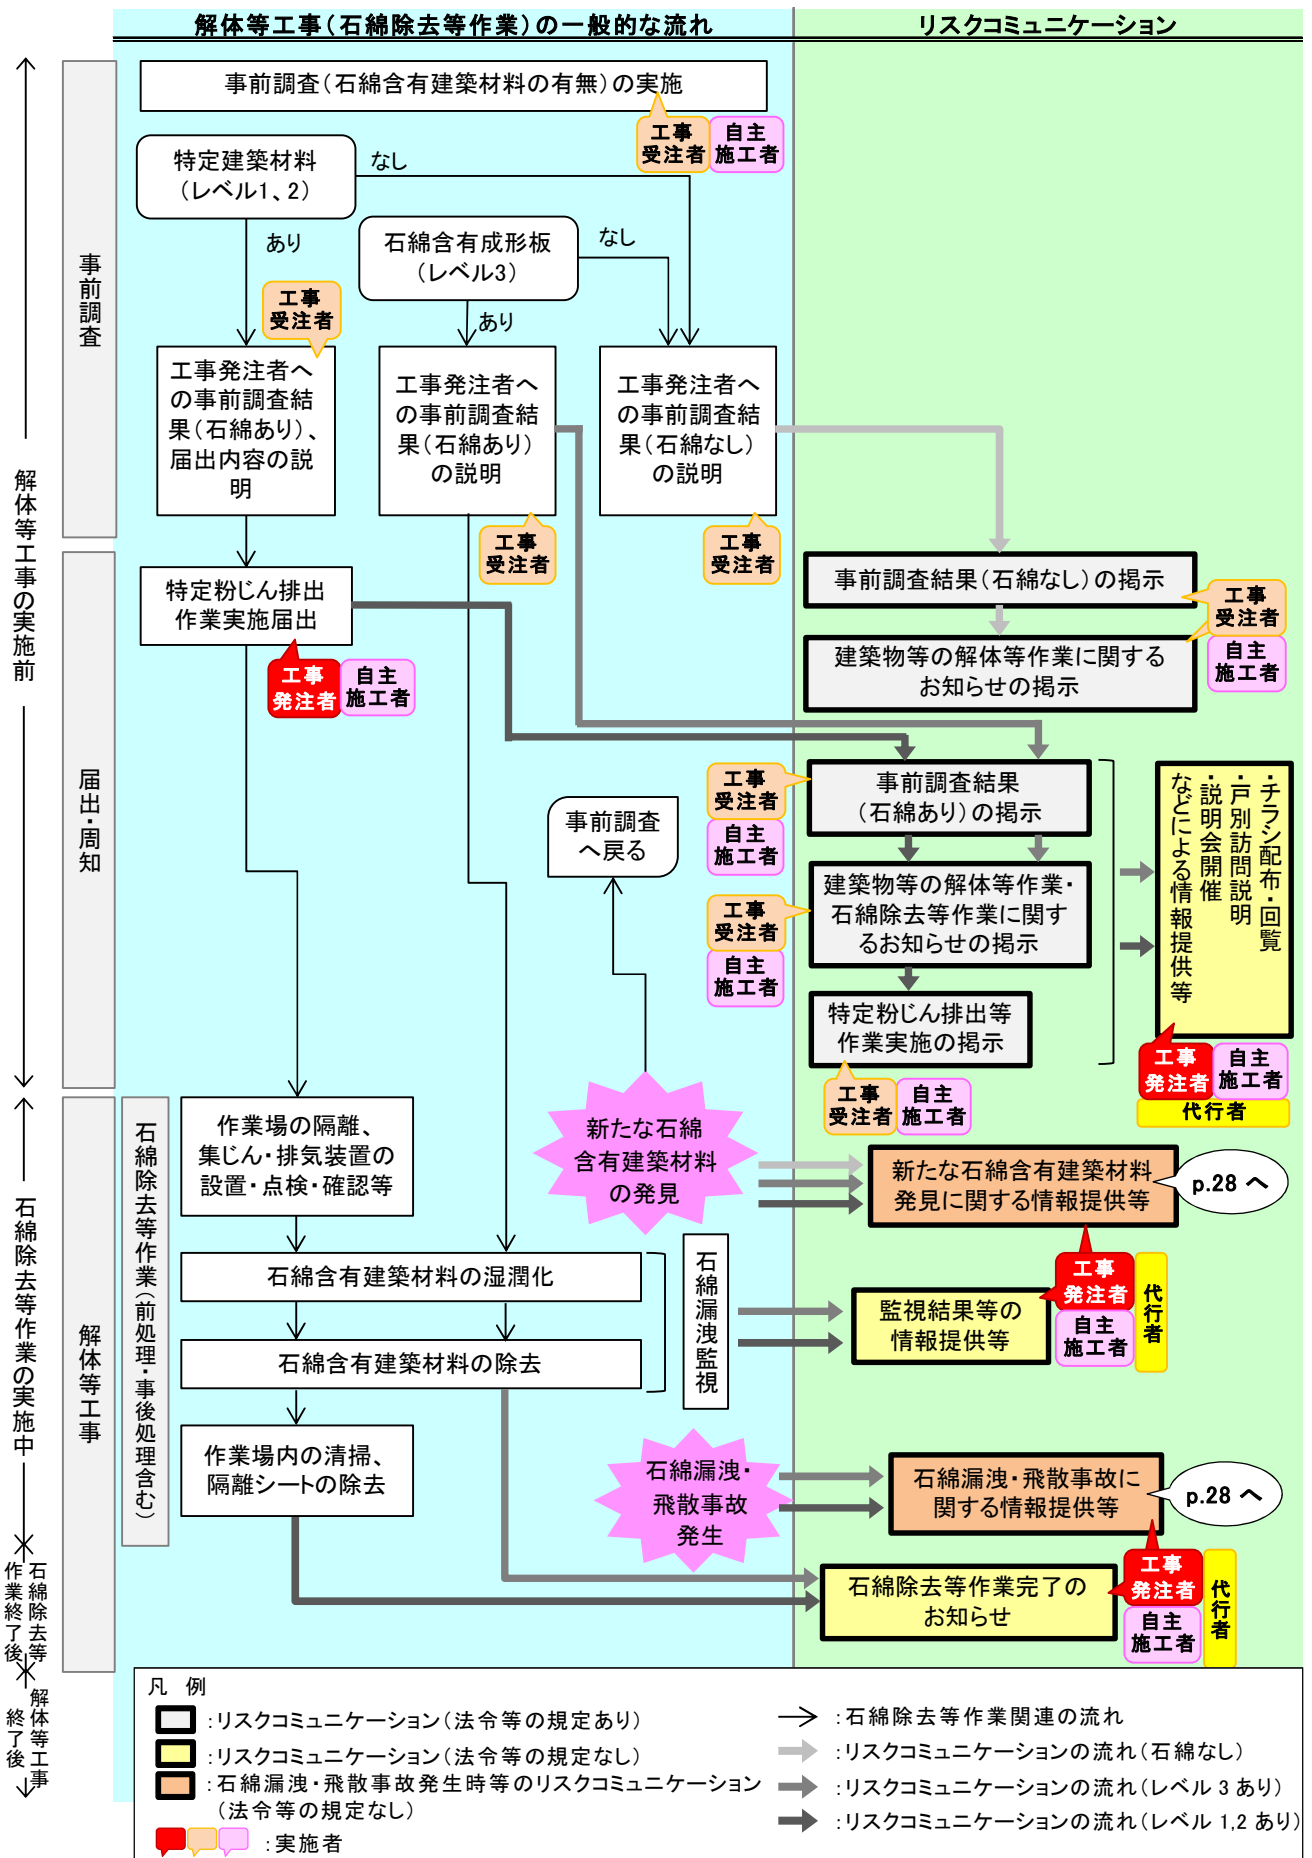 解体等工事（石綿除去等作業）の一般的な流れ
リスクコミュニケーション
解体等工事の実施前
石綿除去等作業の実施中
石綿除去等
作業終了後
解体等工事
終了後
事前調査
届出・周知
解体等工事
石綿除去等作業（前処理・事後処理含む）
事前調査（石綿含有建築材料の有無）の実施
工事
受注者
自主
施工者
特定建築材料
（レベル1、2）
なし
あり
石綿含有成形板
（レベル3）
なし
あり
工事
受注者
工事発注者へ
の事前調査結
果（石綿あり）、
届出内容の説
明
工事発注者へ
の事前調査結
果（石綿あり）
の説明
工事発注者へ
の事前調査結
果（石綿なし）
の説明
工事
受注者
工事
受注者
特定粉じん排出
作業実施届出
工事
発注者
自主
施工者
事前調査結果（石綿なし）の掲示
建築物等の解体等作業に関する
お知らせの掲示
工事
受注者
自主
施工者
事前調査結果
（石綿あり）の掲示
工事
受注者
自主
施工者
建築物等の解体等作業・
石綿除去等作業に関す
るお知らせの掲示
工事
受注者
自主
施工者
特定粉じん排出等
作業実施の掲示
工事
受注者
自主
施工者
・チラシ配布・回覧
・戸別訪問説明
・説明会開催
などによる情報提供等
工事
発注者
自主
施工者
代行者
事前調査
へ戻る
新たな石綿
含有建築材料
の発見
新たな石綿含有建築材料
発見に関する情報提供等
p.28 へ
工事
発注者
自主
施工者
代行者
作業場の隔離、
集じん・排気装置の
設置・点検・確認等
石綿含有建築材料の湿潤化
石綿含有建築材料の除去
石綿漏洩監視
監視結果等の
情報提供等
作業場内の清掃、
隔離シートの除去
石綿漏洩・
飛散事故
発生
石綿漏洩・飛散事故に
関する情報提供等
p.28 へ
石綿除去等作業完了の
お知らせ
工事
発注者
自主
施工者
代行者
凡 例
：リスクコミュニケーション（法令等の規定あり）
：リスクコミュニケーション（法令等の規定なし）
：石綿漏洩・飛散事故発生時等のリスクコミュニケーション
（法令等の規定なし）
：実施者
：石綿除去等作業関連の流れ
：リスクコミュニケーションの流れ（石綿なし）
：リスクコミュニケーションの流れ（レベル 3 あり）
：リスクコミュニケーションの流れ（レベル 1,2 あり）